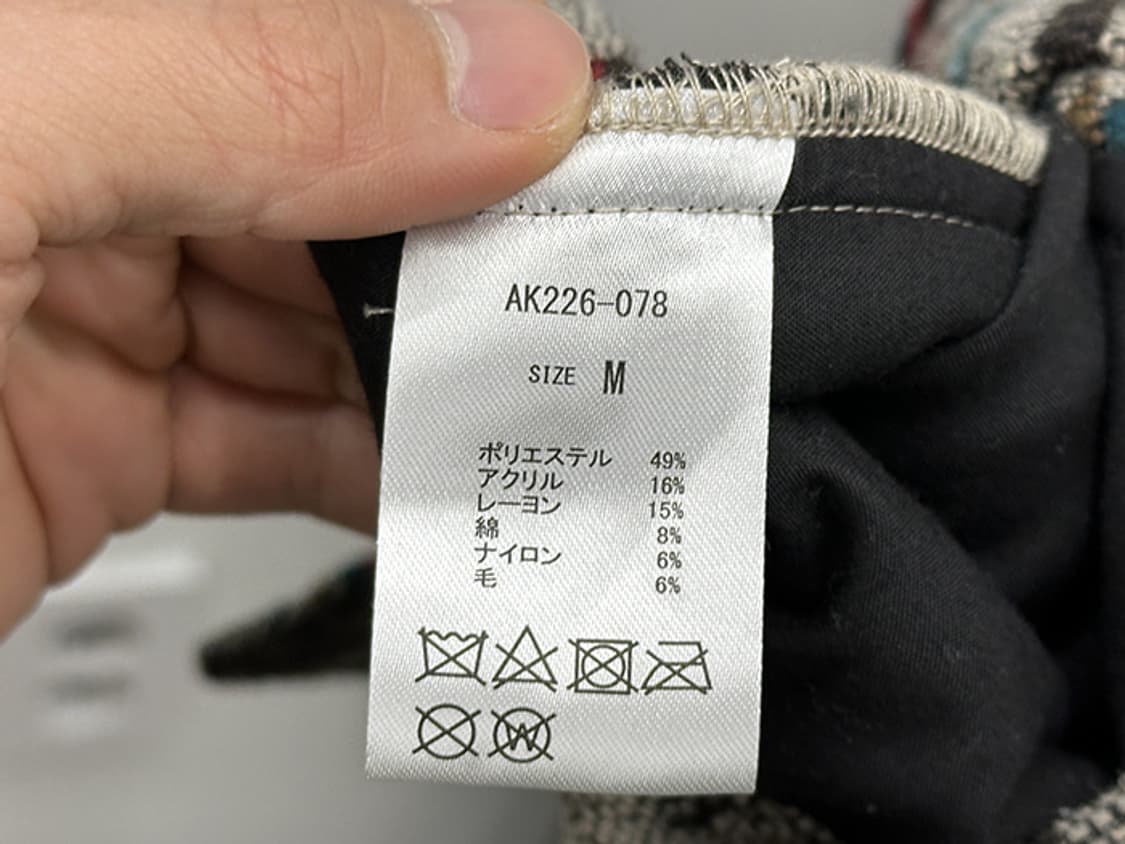 AK226-078
SIZE M
ポリエステル 49%
アクリル 16%
レーヨン 15%
綿 8%
ナイロン 6%
毛 6%
W